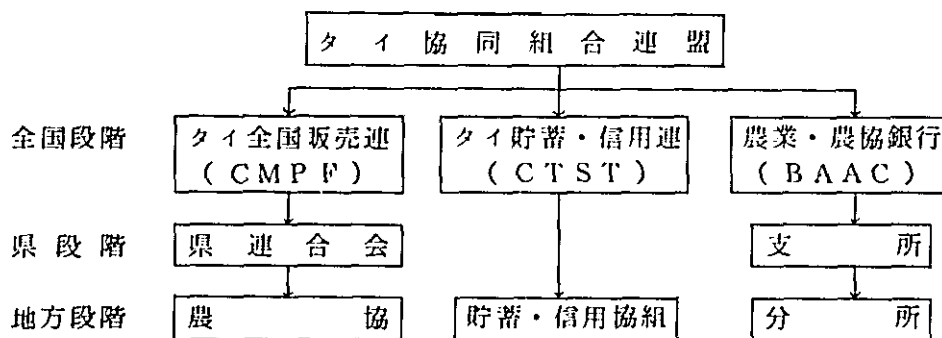 タイ協同組合連盟
全国段階 タイ全国販売連 タイ貯蓄・信用連 農業・農協銀行
(CMPF) (CTST) (BAAC)
県段階 県連合会 支所
地方段階 農協 貯蓄・信用協組 分所